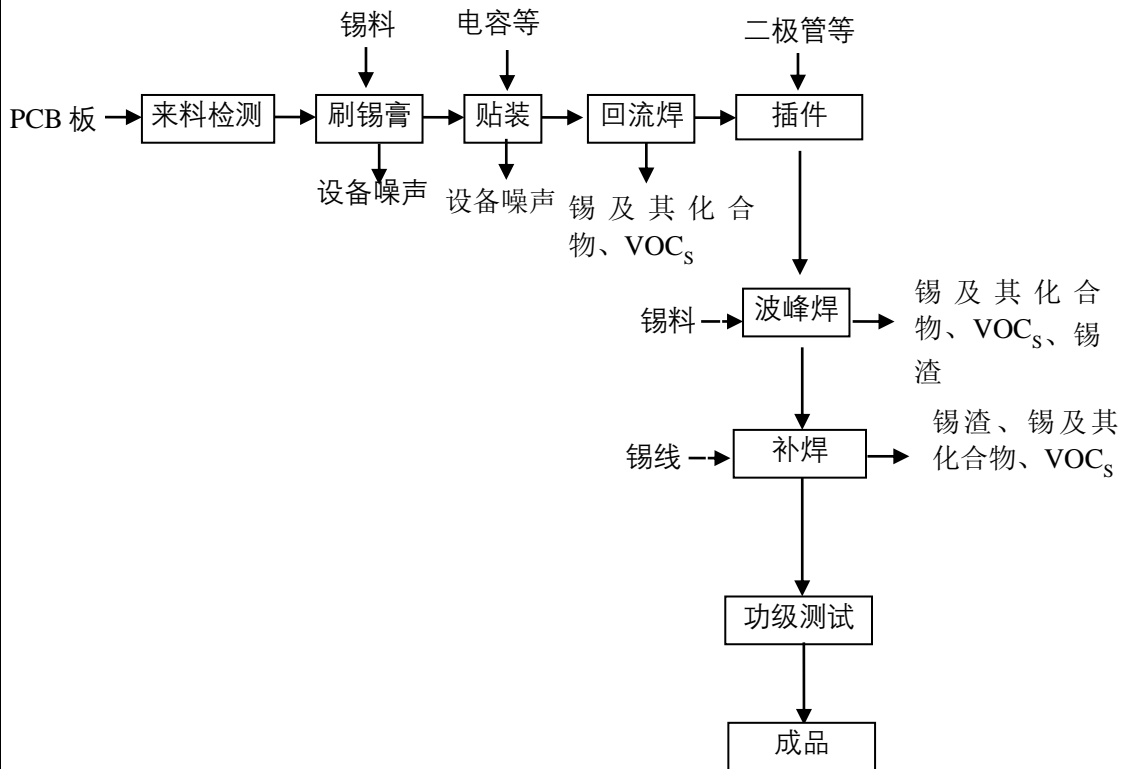 锡料
电容等
二极管等
PCB 板
来料检测
刷锡膏
贴装
回流焊
插件
设备噪声
设备噪声
锡及其化合
物、VOCs
锡料
波峰焊
锡及其化合
物、VOCs、锡
渣
锡线
补焊
锡渣、锡及其
化合物、VOCs
功级测试
成品